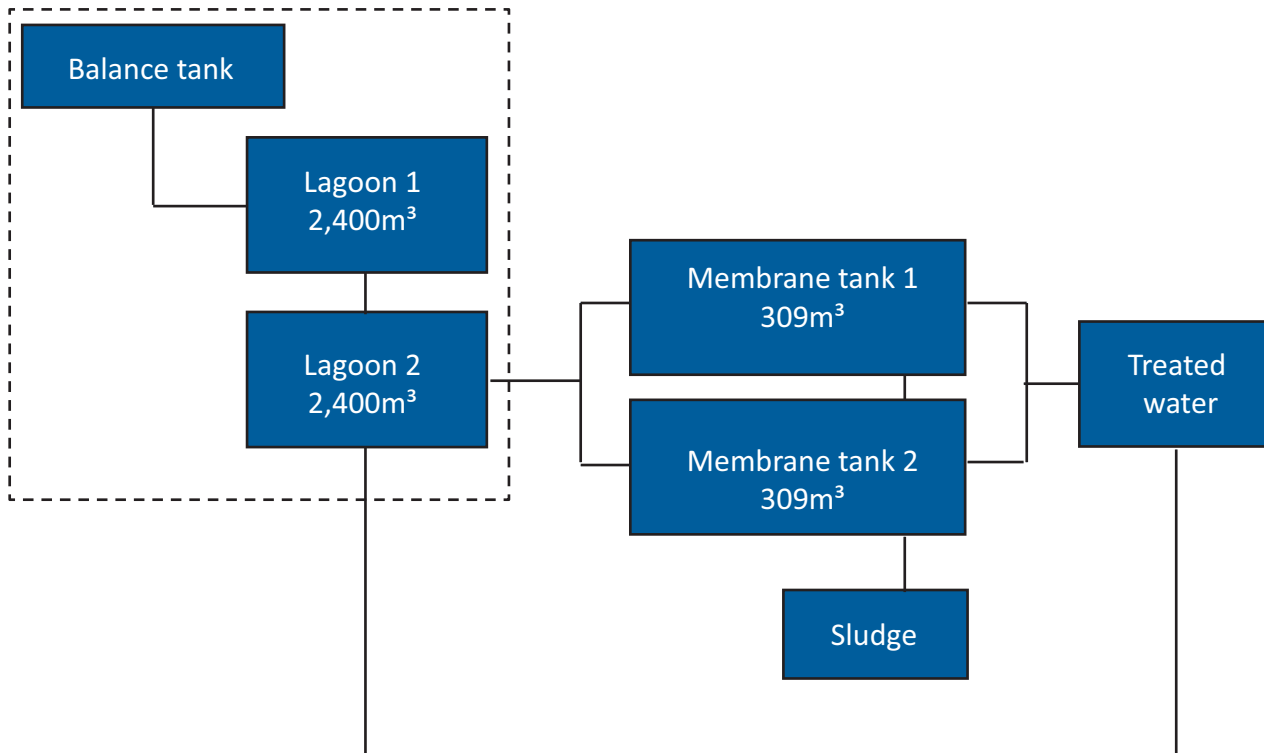 Balance tank
Lagoon 1
2,400m³
Lagoon 2
2,400m³
Membrane tank 1
309m³
Membrane tank 2
309m³
Treated
water
Sludge